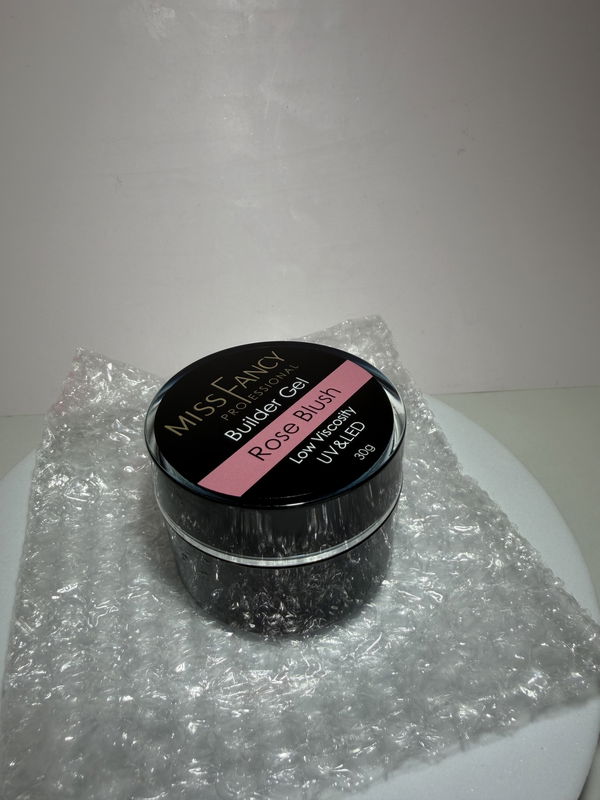 MISS FANCY
PROFESSIONAL
Builder Gel
Rose Blush
Low Viscosity
UV&LED
30g